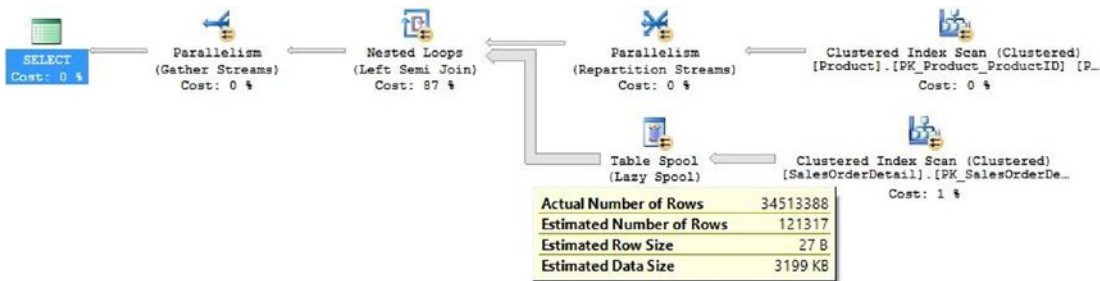 SELECT
Cost: 0 %
Parallelism
(Gather Streams)
Cost: 0 %
Nested Loops
(Left Semi Join)
Cost: 87 %
Parallelism
(Repartition Streams)
Cost: 0 %
Clustered Index Scan (Clustered)
[Product].[PK_Product_ProductID] [P…
Cost: 0 %
Table Spool
(Lazy Spool)
Clustered Index Scan (Clustered)
[SalesOrderDetail].[PK_SalesOrderDe…
Cost: 1 %
Actual Number of Rows 34513388
Estimated Number of Rows 121317
Estimated Row Size 27 B
Estimated Data Size 3199 KB